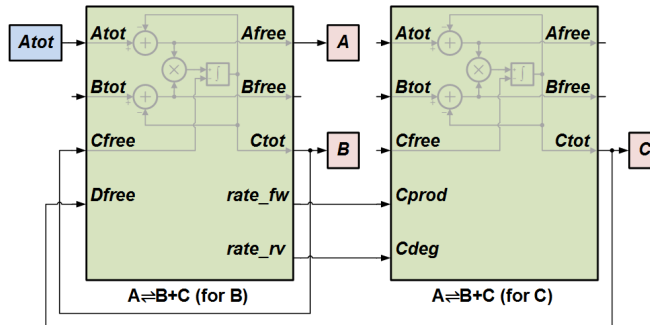 Atot
Atot
Afree
A
Atot
Afree
Btot
Bfree
Btot
Bfree
Cfree
Ctot
B
Cfree
Ctot
C
Dfree
rate_fw
Cprod
rate_rv
Cdeg
A⇌B+C (for B)
A⇌B+C (for C)